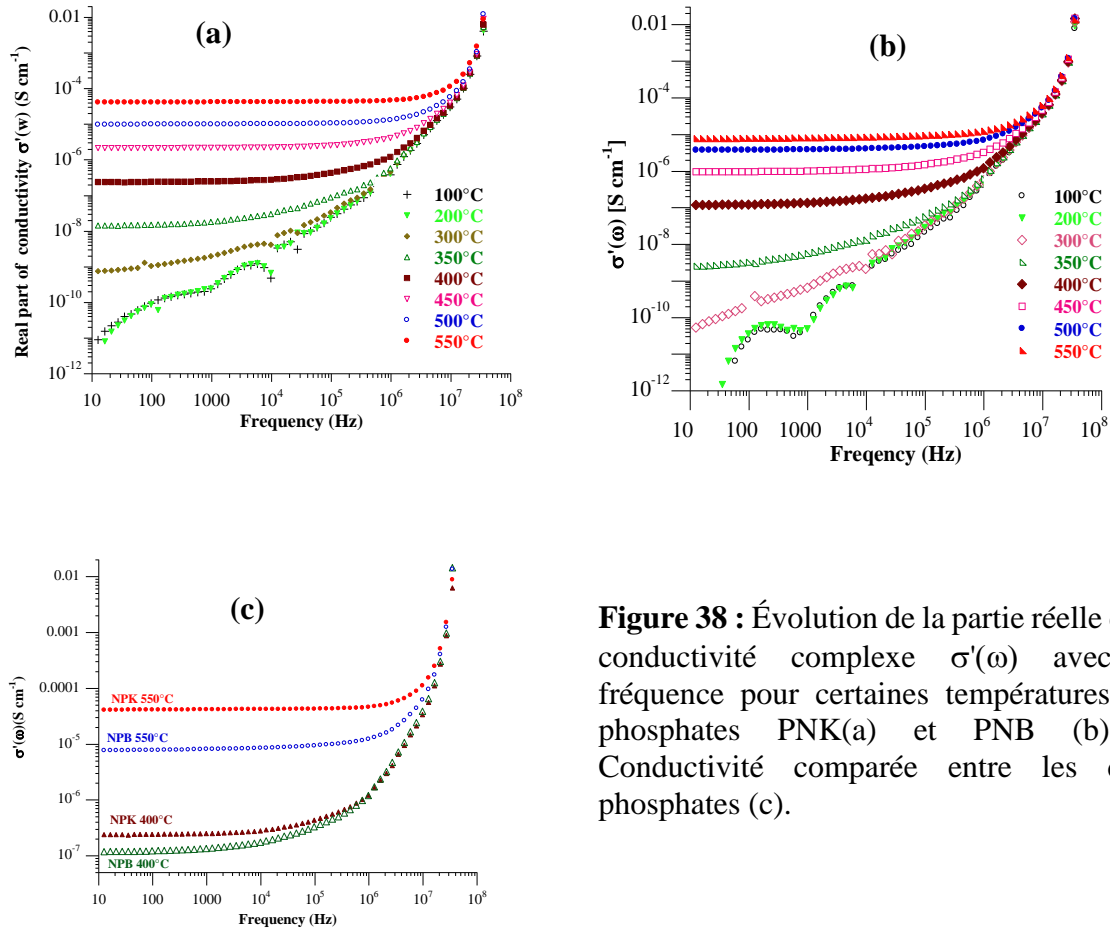 (a)
Real part of conductivity σ'(w) (S cm⁻¹)
0.01
10⁻⁴
10⁻⁶
10⁻⁸
10⁻¹⁰
10⁻¹²
100°C
200°C
300°C
350°C
400°C
450°C
500°C
550°C
10 100 1000 10⁴ 10⁵ 10⁶ 10⁷ 10⁸
Frequency (Hz)
(b)
σ'(ω) [S cm⁻¹]
0.01
10⁻⁴
10⁻⁶
10⁻⁸
10⁻¹⁰
10⁻¹²
100°C
200°C
300°C
350°C
400°C
450°C
500°C
550°C
10 100 1000 10⁴ 10⁵ 10⁶ 10⁷ 10⁸
Freqency (Hz)
(c)
σ'(ω)(S cm⁻¹)
0.01
0.001
0.0001
10⁻⁵
10⁻⁶
10⁻⁷
NPK 550°C
NPB 550°C
NPK 400°C
NPB 400°C
10 100 1000 10⁴ 10⁵ 10⁶ 10⁷ 10⁸
Frequency (Hz)
Figure 38 : Évolution de la partie réelle
conductivité complexe σ'(ω) avec
fréquence pour certaines températures
phosphates PNK(a) et PNB (b)
Conductivité comparée entre les
phosphates (c).